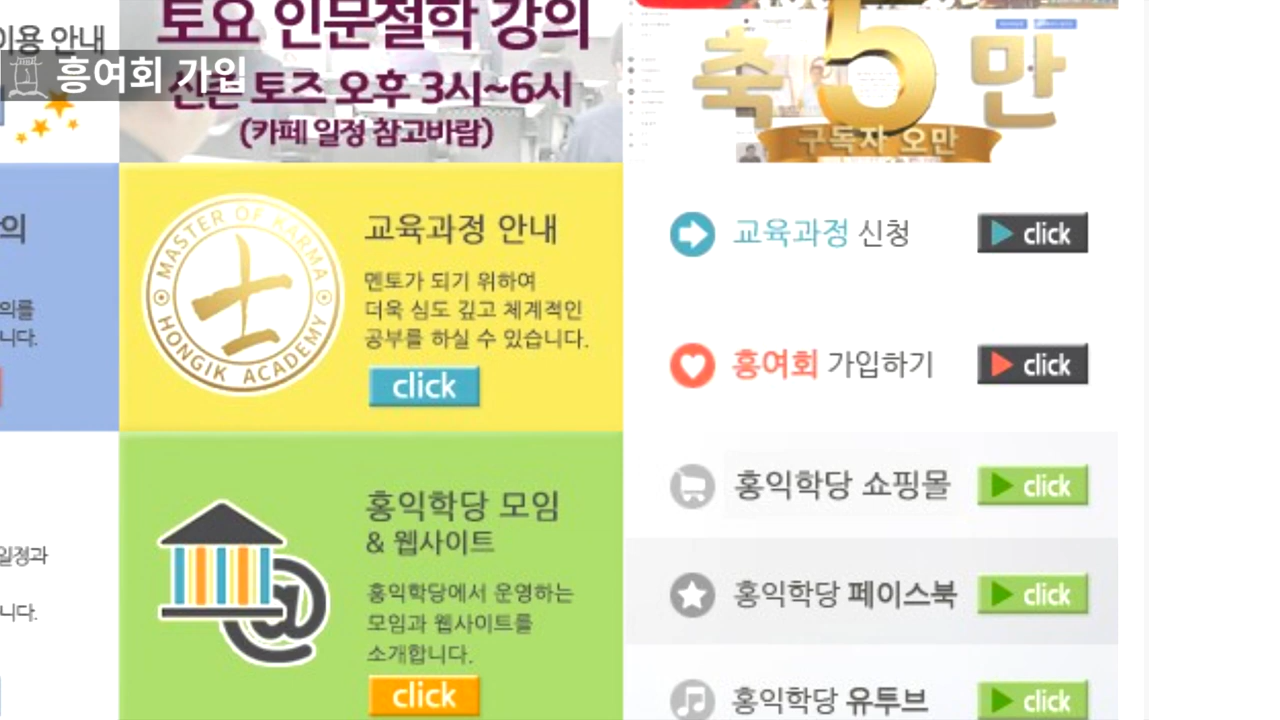 이용 안내
흥여회 가입
토요 인문철학 강의
신촌 토즈 오후 3시~6시
(카페 일정 참고바람)
축 5 만
구독자 오만
의
의를
니다.
MASTER OF KARMA
HONGIK ACADEMY
교육과정 안내
멘토가 되기 위하여
더욱 심도 깊고 체계적인
공부를 하실 수 있습니다.
click
교육과정 신청
click
흥여회 가입하기
click
일정과
니다.
홍익학당 모임
& 웹사이트
홍익학당에서 운영하는
모임과 웹사이트를
소개합니다.
click
홍익학당 쇼핑몰
click
홍익학당 페이스북
click
홍익학당 유투브
click